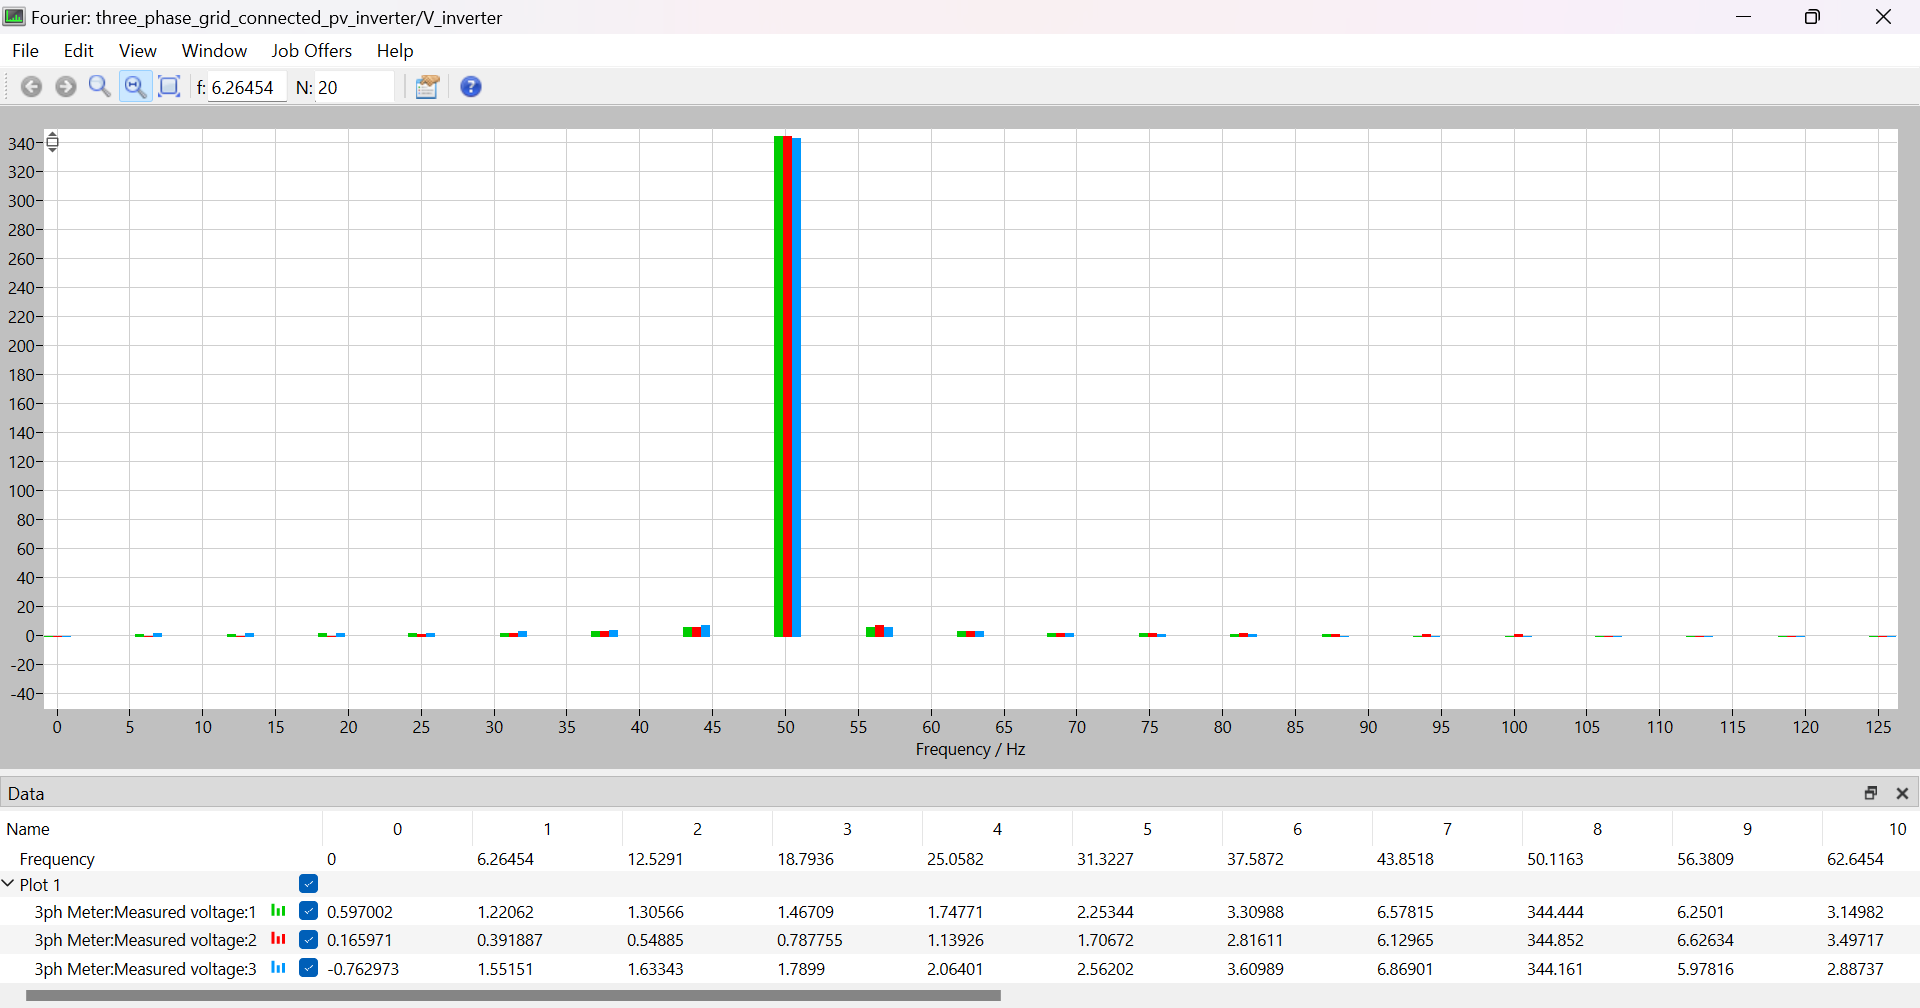 Fourier: three_phase_grid_connected_pv_inverter/V_inverter
File Edit View Window Job Offers Help
f: 6.26454 N: 20
340
320
300
280
260
240
220
200
180
160
140
120
100
80
60
40
20
0
-20
-40
0 5 10 15 20 25 30 35 40 45 50 55 60 65 70 75 80 85 90 95 100 105 110 115 120 125
Frequency / Hz
Data
Name 0 1 2 3 4 5 6 7 8 9 10
Frequency 0 6.26454 12.5291 18.7936 25.0582 31.3227 37.5872 43.8518 50.1163 56.3809 62.6454
Plot 1
3ph Meter:Measured voltage:1 0.597002 1.22062 1.30566 1.46709 1.74771 2.25344 3.30988 6.57815 344.444 6.2501 3.14982
3ph Meter:Measured voltage:2 0.165971 0.391887 0.54885 0.787755 1.13926 1.70672 2.81611 6.12965 344.852 6.62634 3.49717
3ph Meter:Measured voltage:3 -0.762973 1.55151 1.63343 1.7899 2.06401 2.56202 3.60989 6.86901 344.161 5.97816 2.88737